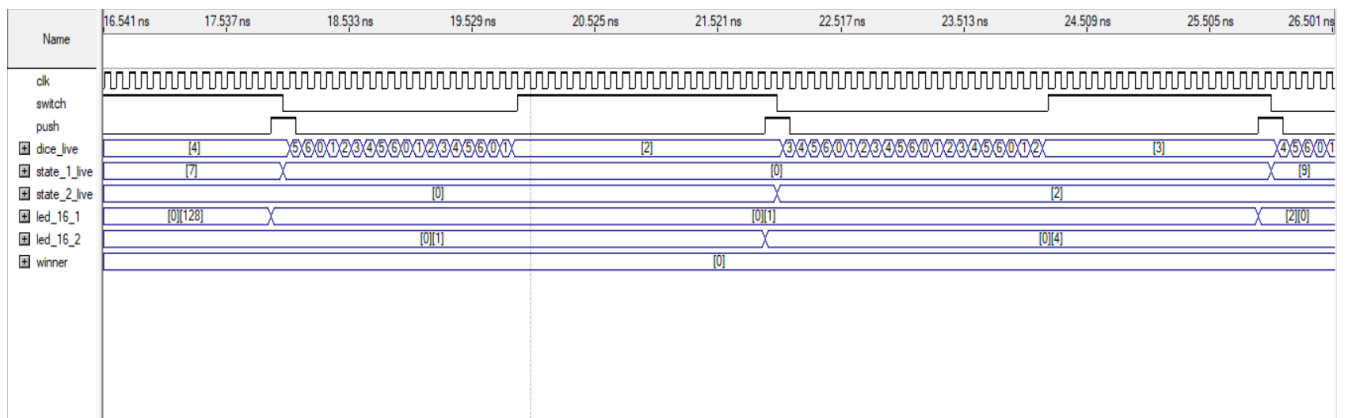 Name
16.541 ns 17.537 ns 18.533 ns 19.529 ns 20.525 ns 21.521 ns 22.517 ns 23.513 ns 24.509 ns 25.505 ns 26.501 ns
clk
switch
push
dice_live [4] 5 6 0 1 2 3 4 5 6 0 1 2 3 4 5 6 0 1 [2] 3 4 5 6 0 1 2 3 4 5 6 0 1 2 3 4 5 6 0 1 2 [3] 4 5 6 0 1
state_1_live [7] [0] [9]
state_2_live [0] [2]
led_16_1 [0][128] [0][1] [2][0]
led_16_2 [0][1] [0][4]
winner [0]